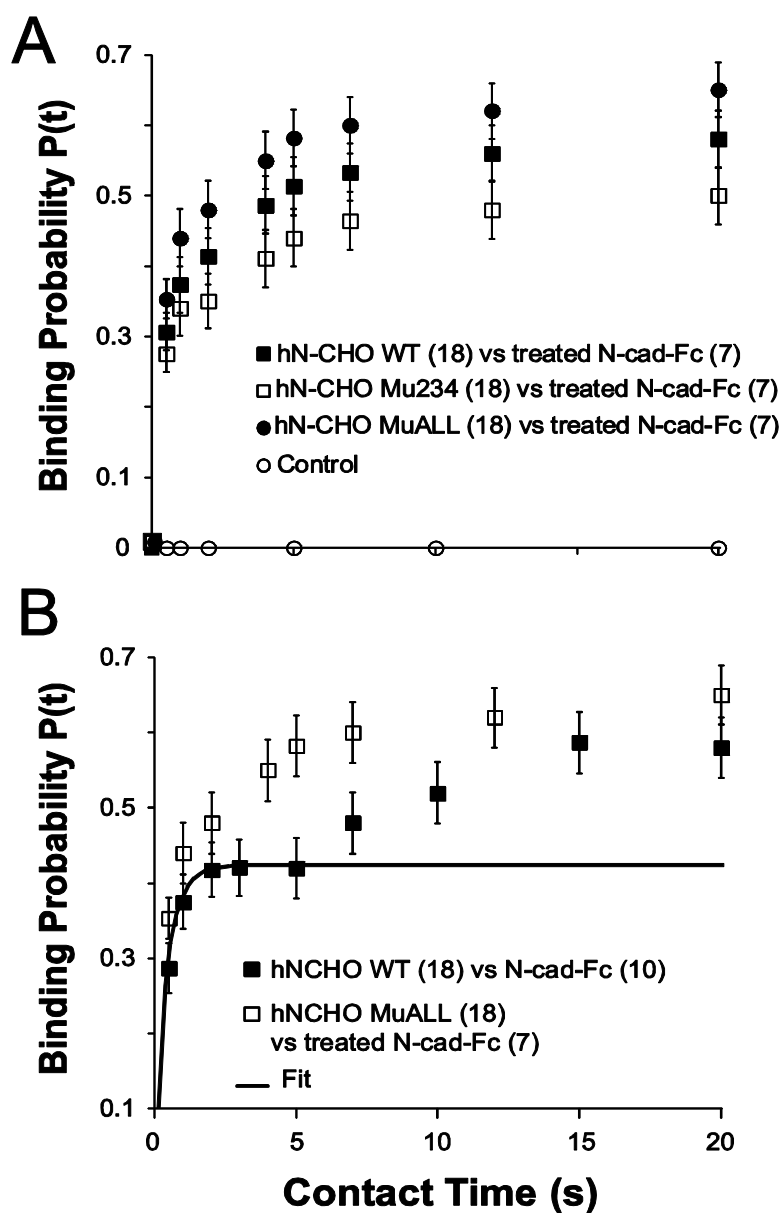 A
Binding Probability P(t)
0.7
0.5
0.3
0.1
0
hN-CHO WT (18) vs treated N-cad-Fc (7)
hN-CHO Mu234 (18) vs treated N-cad-Fc (7)
hN-CHO MuALL (18) vs treated N-cad-Fc (7)
Control
B
Binding Probability P(t)
0.7
0.5
0.3
0.1
hNCHO WT (18) vs N-cad-Fc (10)
hNCHO MuALL (18)
vs treated N-cad-Fc (7)
Fit
0 5 10 15 20
Contact Time (s)